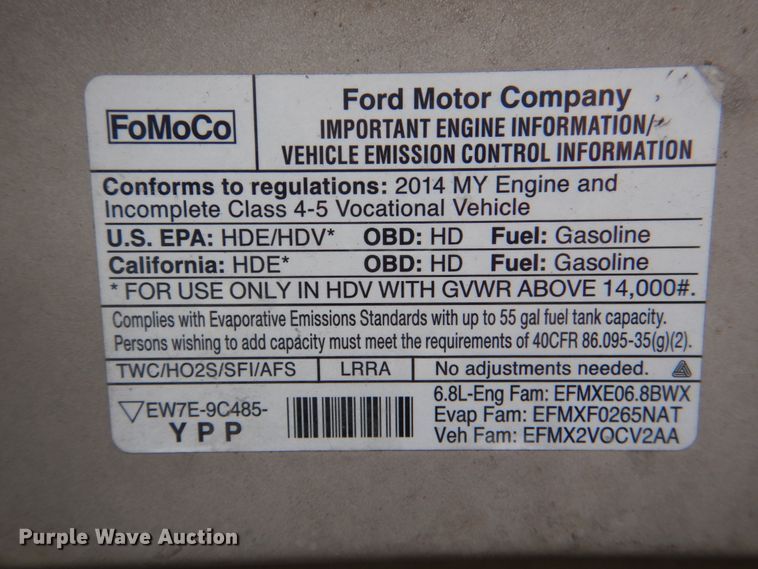 FoMoCo
Ford Motor Company
IMPORTANT ENGINE INFORMATION/
VEHICLE EMISSION CONTROL INFORMATION
Conforms to regulations: 2014 MY Engine and
Incomplete Class 4-5 Vocational Vehicle
U.S. EPA: HDE/HDV* OBD: HD Fuel: Gasoline
California: HDE* OBD: HD Fuel: Gasoline
* FOR USE ONLY IN HDV WITH GVWR ABOVE 14,000#.
Complies with Evaporative Emissions Standards with up to 55 gal fuel tank capacity.
Persons wishing to add capacity must meet the requirements of 40CFR 86.095-35(g)(2).
TWC/HO2S/SFI/AFS LRRA No adjustments needed.
EW7E-9C485-
YPP
6.8L-Eng Fam: EFMXE06.8BWX
Evap Fam: EFMXF0265NAT
Veh Fam: EFMX2VOCV2AA
Purple Wave Auction